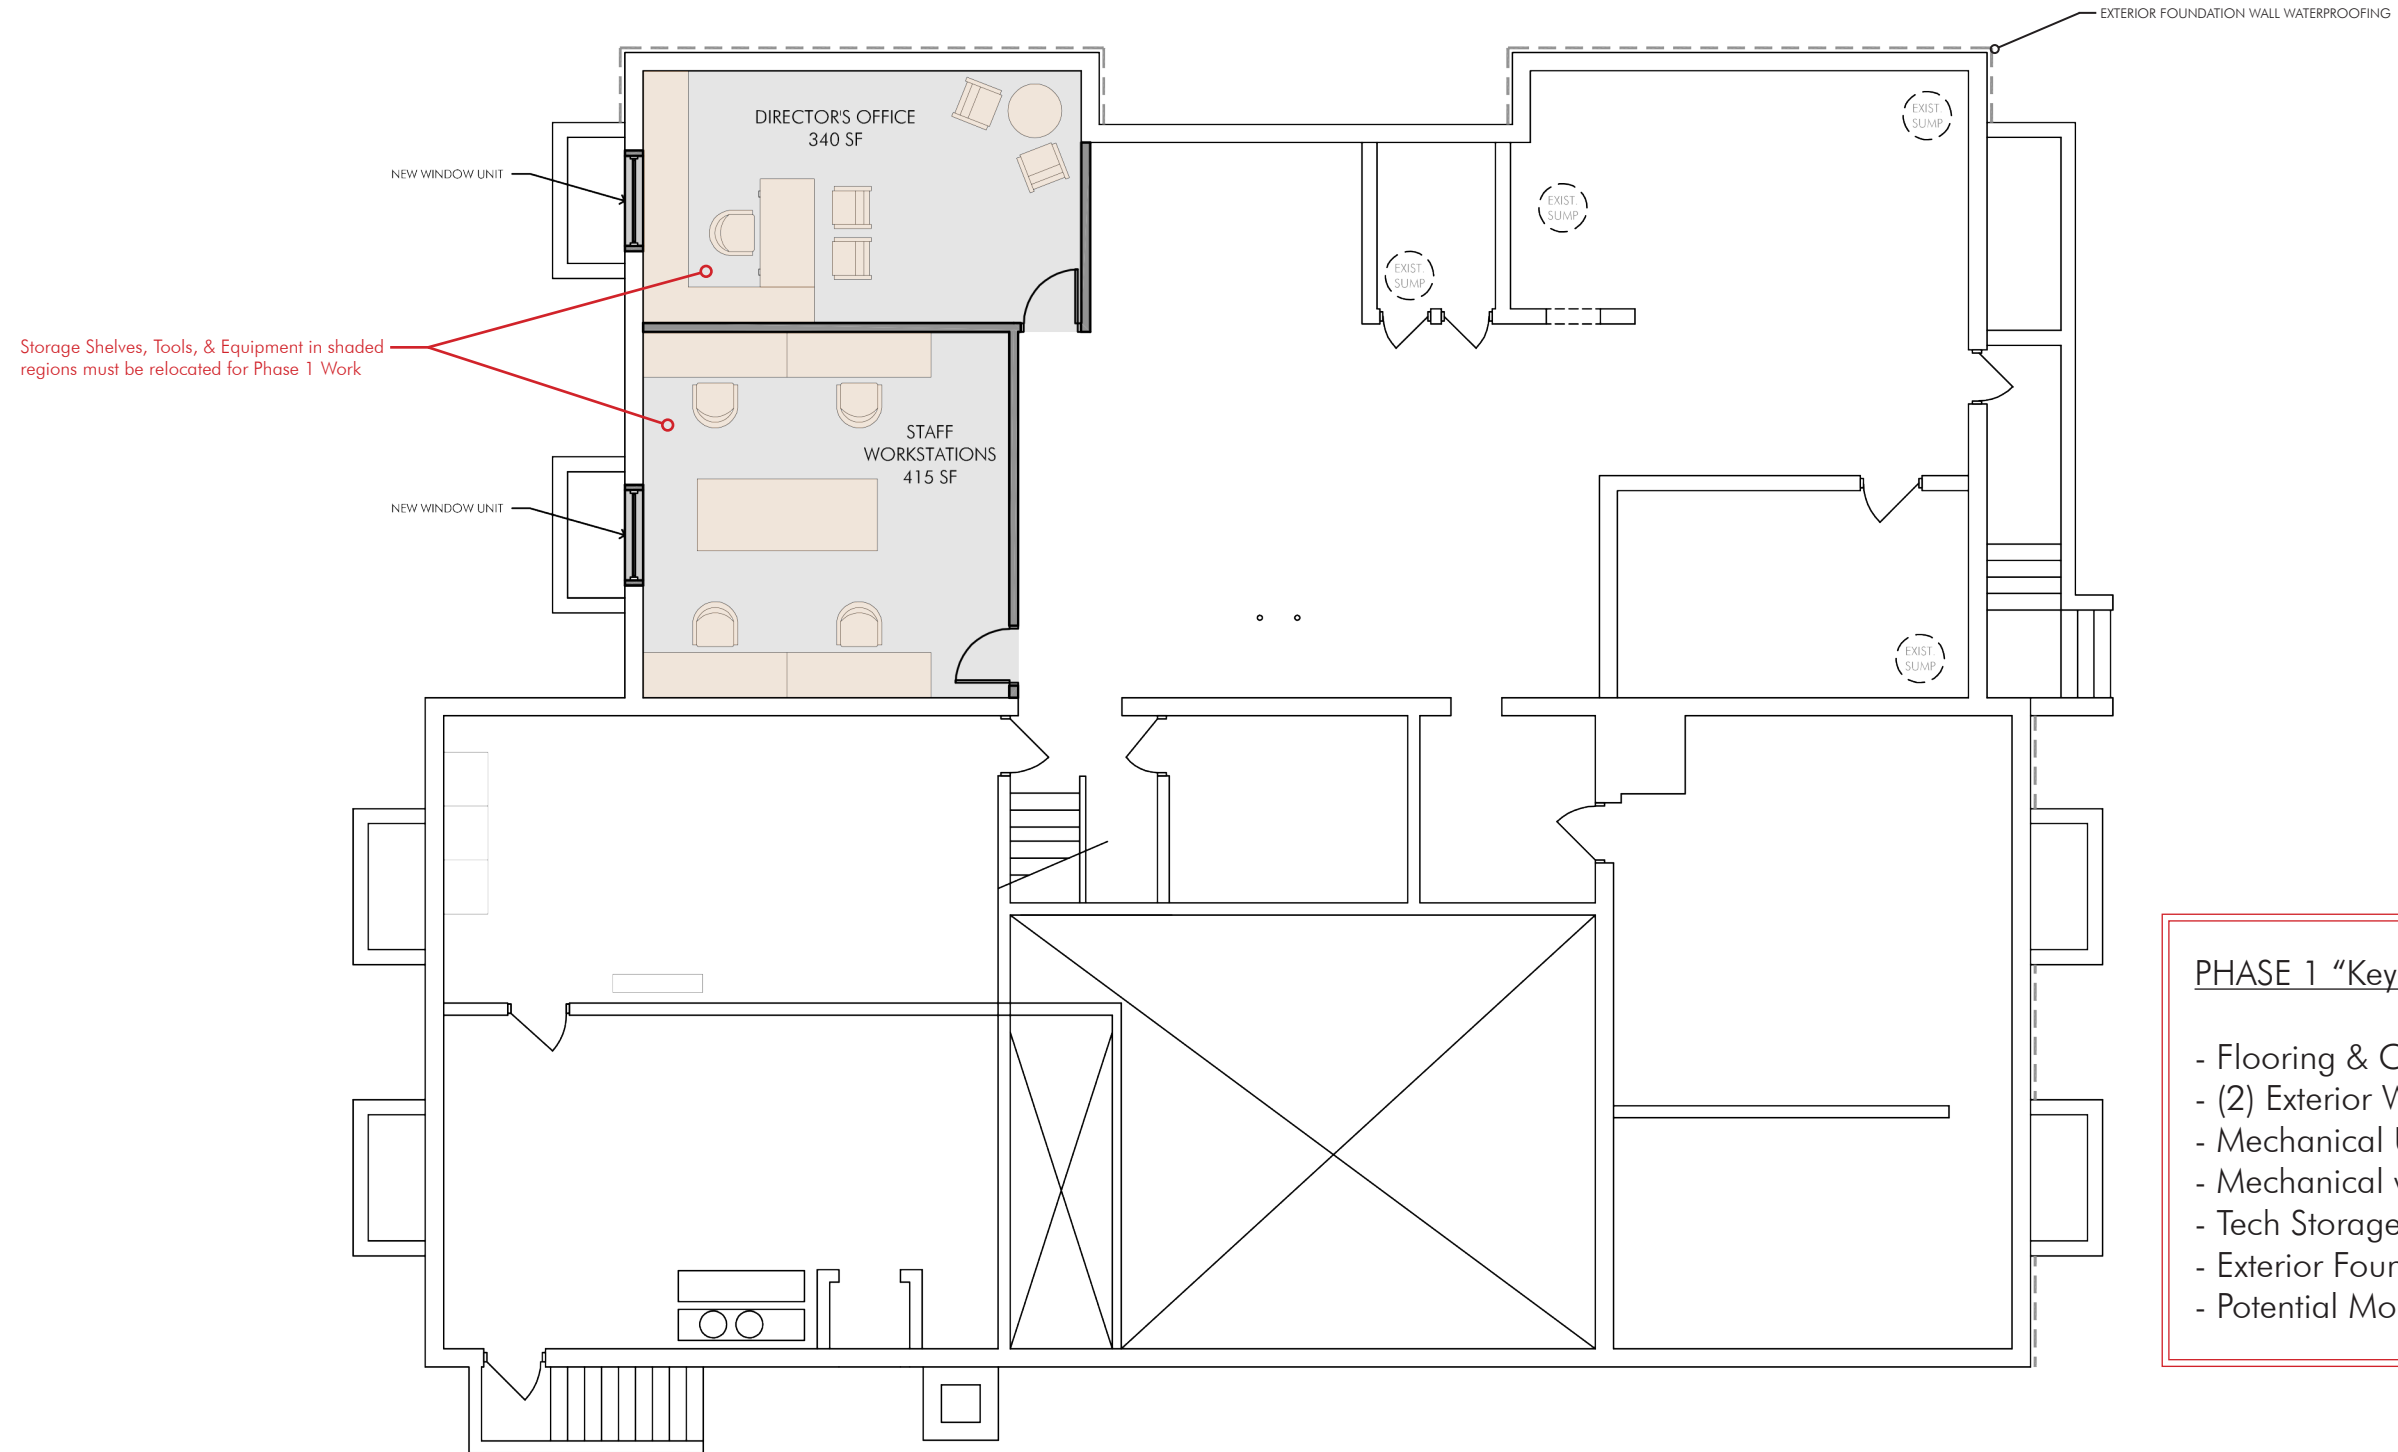 EXTERIOR FOUNDATION WALL WATERPROOFING
DIRECTOR'S OFFICE
340 SF
EXIST.
SUMP
NEW WINDOW UNIT
EXIST.
SUMP
EXIST.
SUMP
Storage Shelves, Tools, & Equipment in shaded
regions must be relocated for Phase 1 Work
STAFF
WORKSTATIONS
415 SF
NEW WINDOW UNIT
EXIST.
SUMP
PHASE 1 “Key
- Flooring &
- (2) Exterior
- Mechanical
- Mechanical
- Tech Storage
- Exterior Foun
- Potential Mo